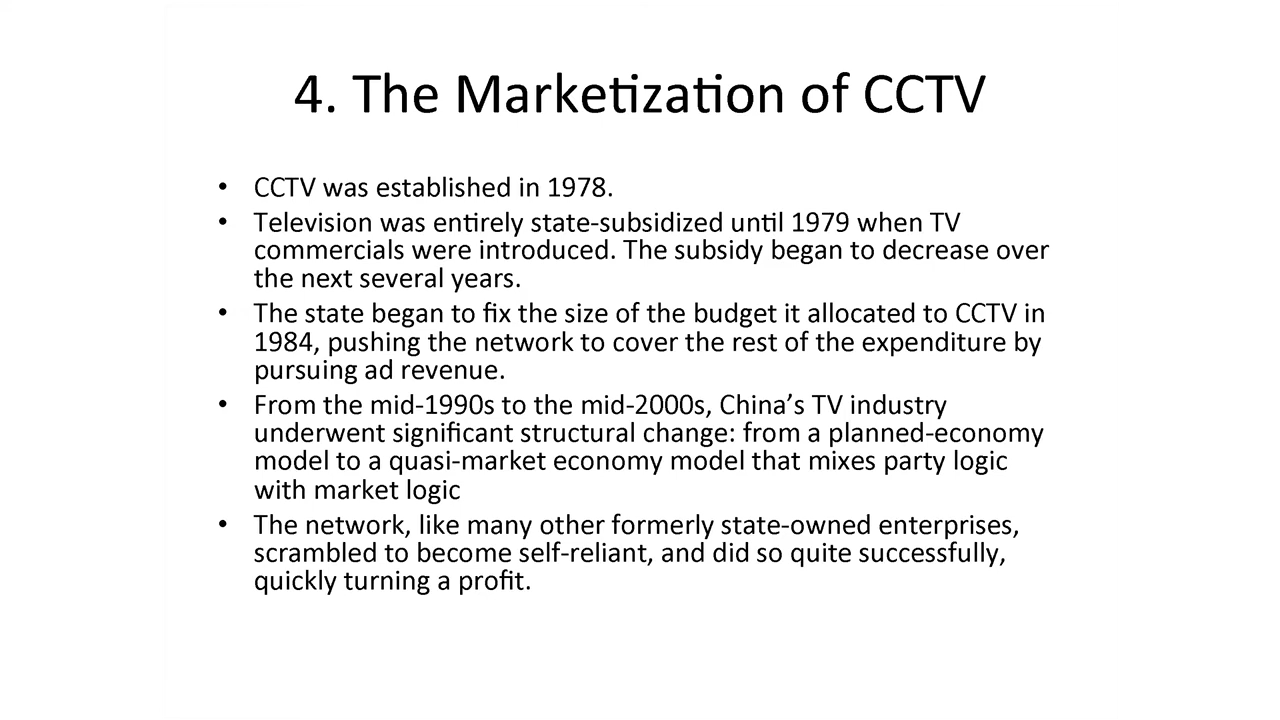 4. The Marketization of CCTV
• CCTV was established in 1978.
• Television was entirely state-subsidized until 1979 when TV
commercials were introduced. The subsidy began to decrease over
the next several years.
• The state began to fix the size of the budget it allocated to CCTV in
1984, pushing the network to cover the rest of the expenditure by
pursuing ad revenue.
• From the mid-1990s to the mid-2000s, China’s TV industry
underwent significant structural change: from a planned-economy
model to a quasi-market economy model that mixes party logic
with market logic
• The network, like many other formerly state-owned enterprises,
scrambled to become self-reliant, and did so quite successfully,
quickly turning a profit.